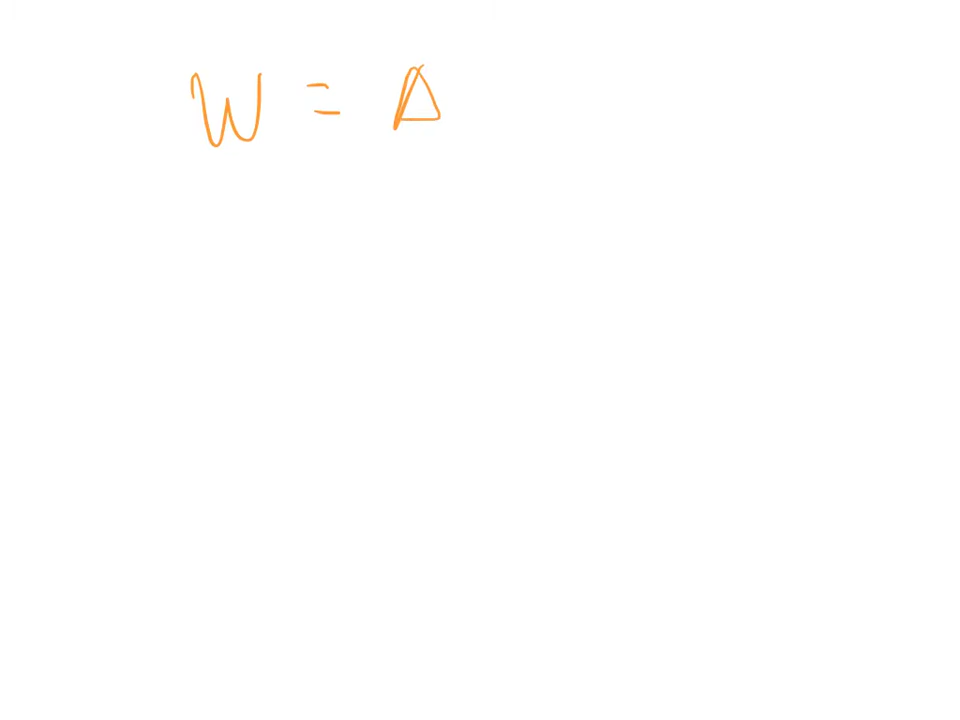 W = Δ